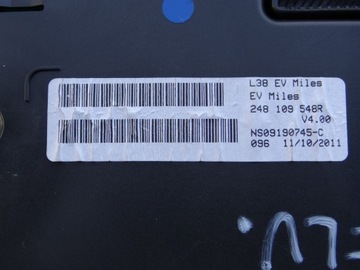 L38 EV Miles
EV Miles
248 109 548R
V4.00
NS09190745-C
096 11/10/2011